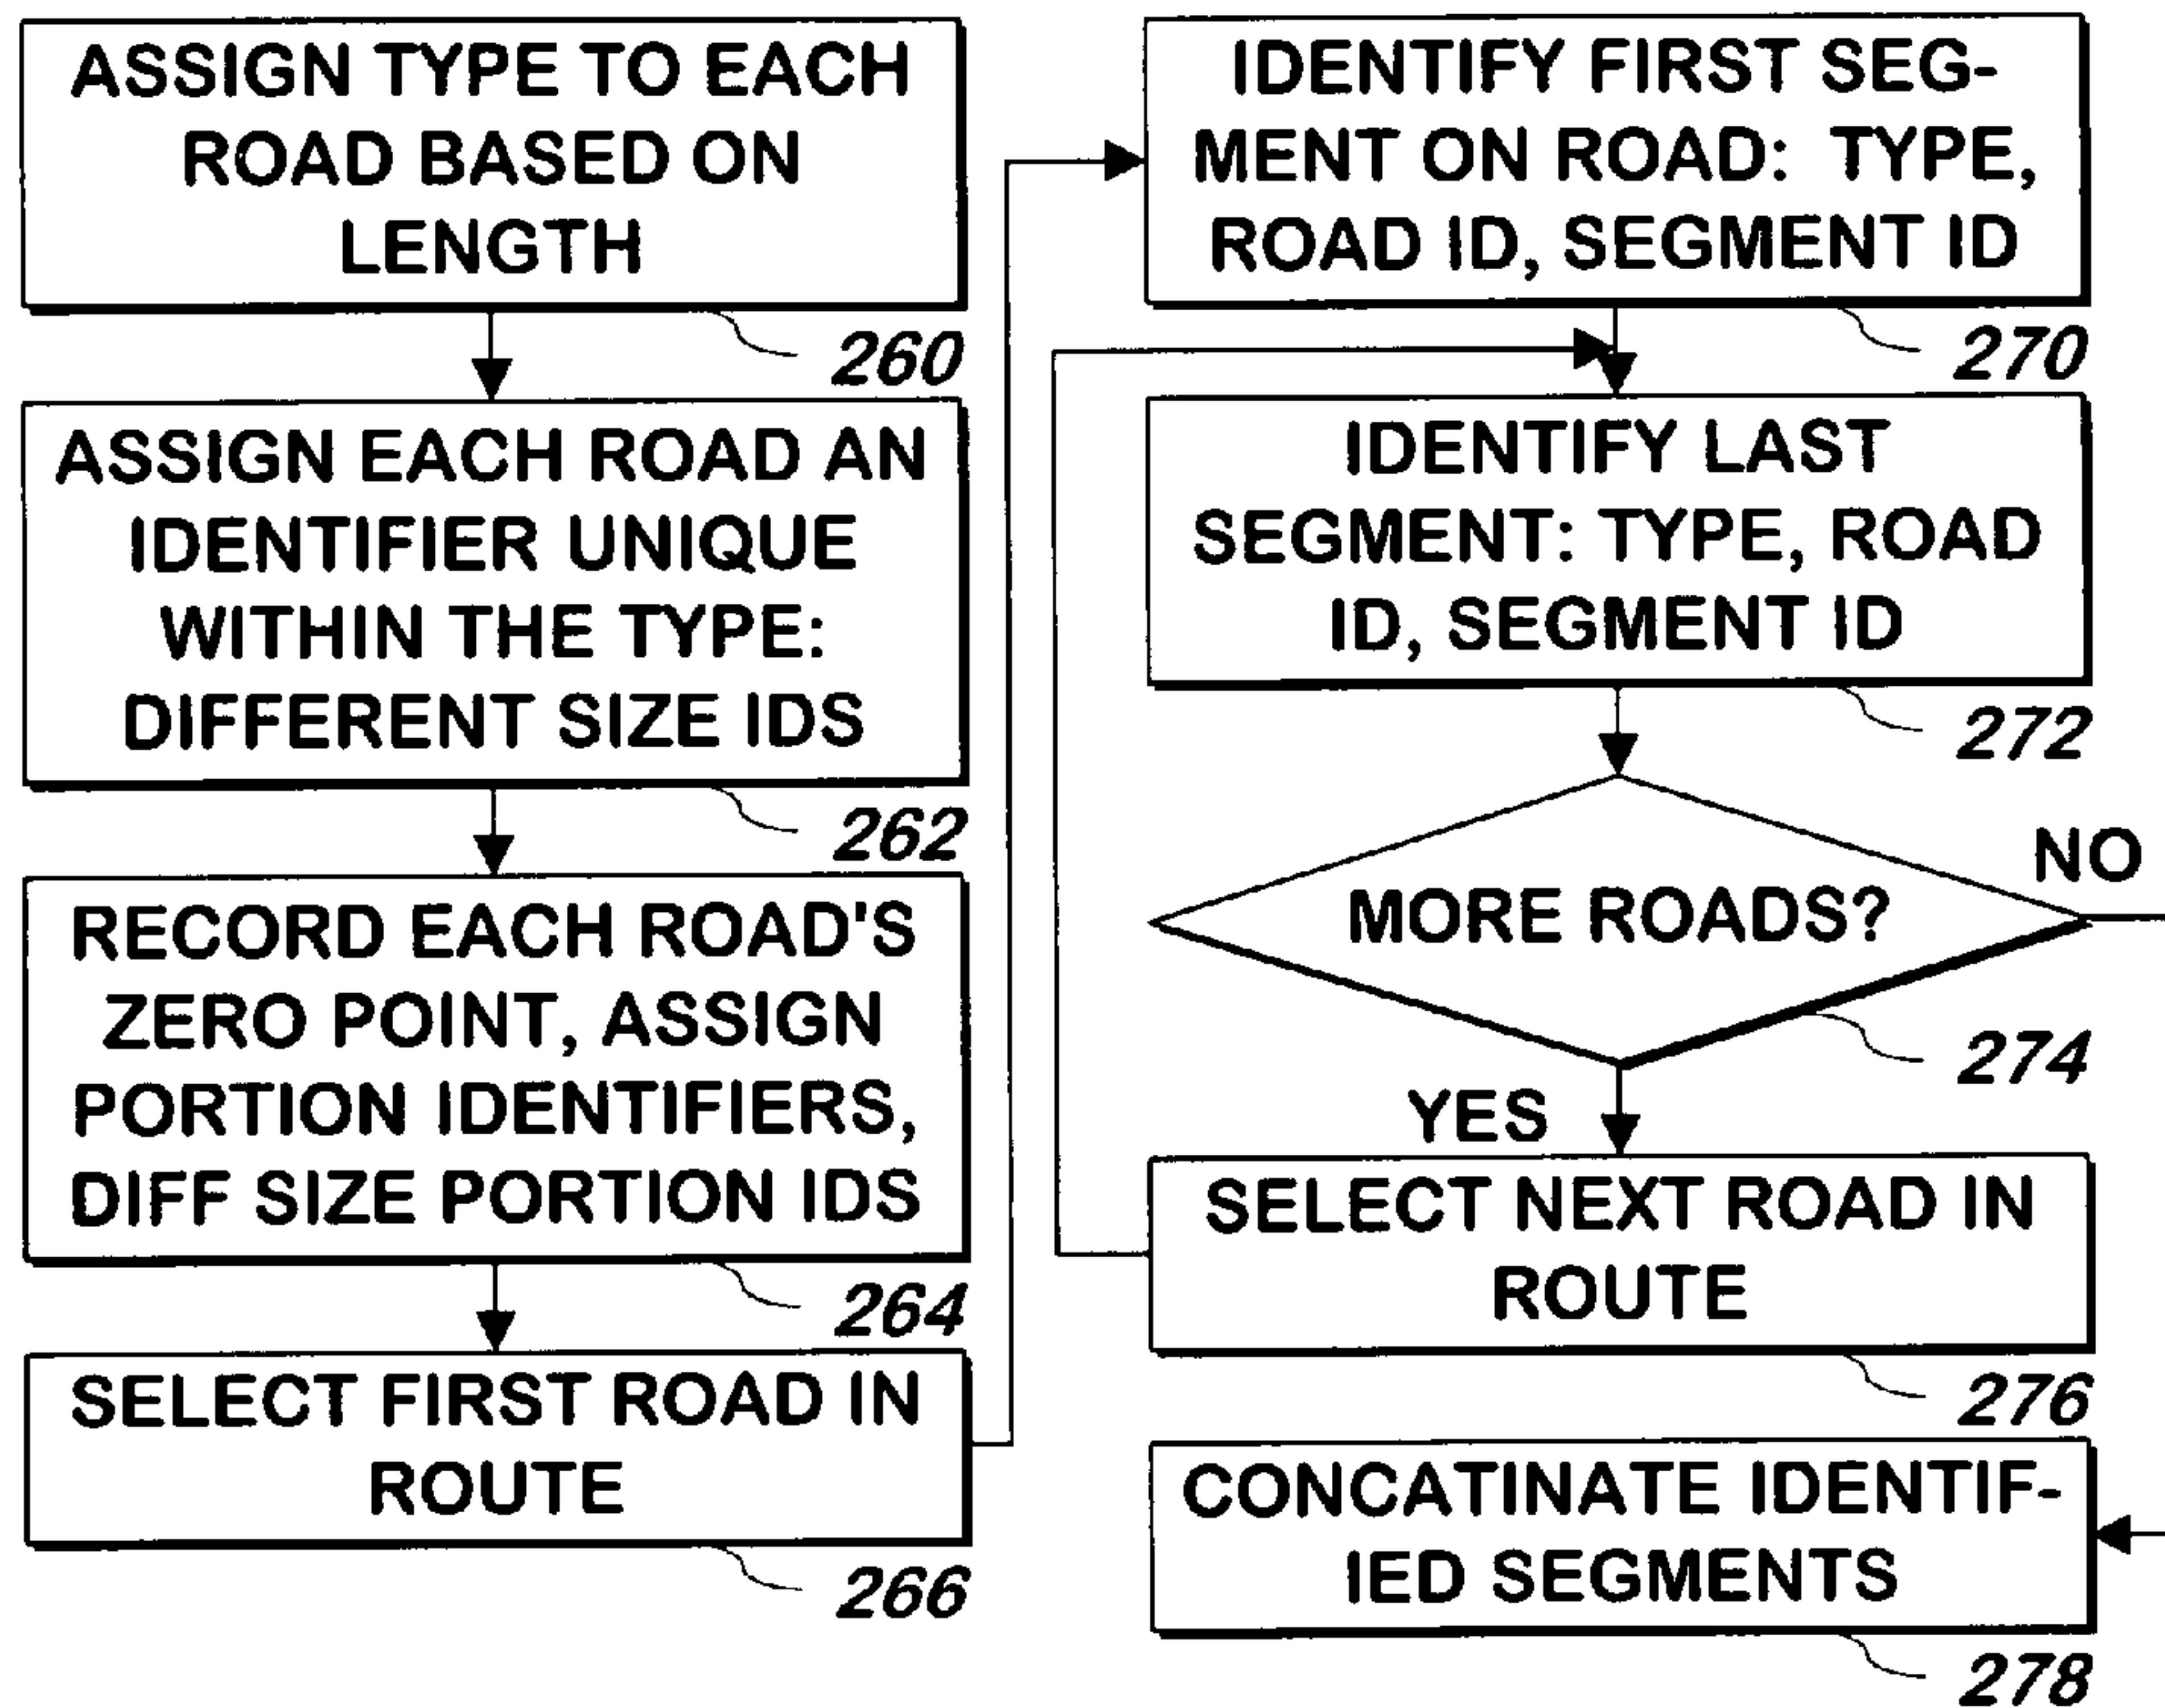 ASSIGN TYPE TO EACH
ROAD BASED ON
LENGTH
260
ASSIGN EACH ROAD AN
IDENTIFIER UNIQUE
WITHIN THE TYPE:
DIFFERENT SIZE IDS
262
RECORD EACH ROAD'S
ZERO POINT, ASSIGN
PORTION IDENTIFIERS,
DIFF SIZE PORTION IDS
264
SELECT FIRST ROAD IN
ROUTE
266
IDENTIFY FIRST SEG-
MENT ON ROAD: TYPE,
ROAD ID, SEGMENT ID
270
IDENTIFY LAST
SEGMENT: TYPE, ROAD
ID, SEGMENT ID
272
MORE ROADS?
NO
274
YES
SELECT NEXT ROAD IN
ROUTE
276
CONCATINATE IDENTIF-
IED SEGMENTS
278